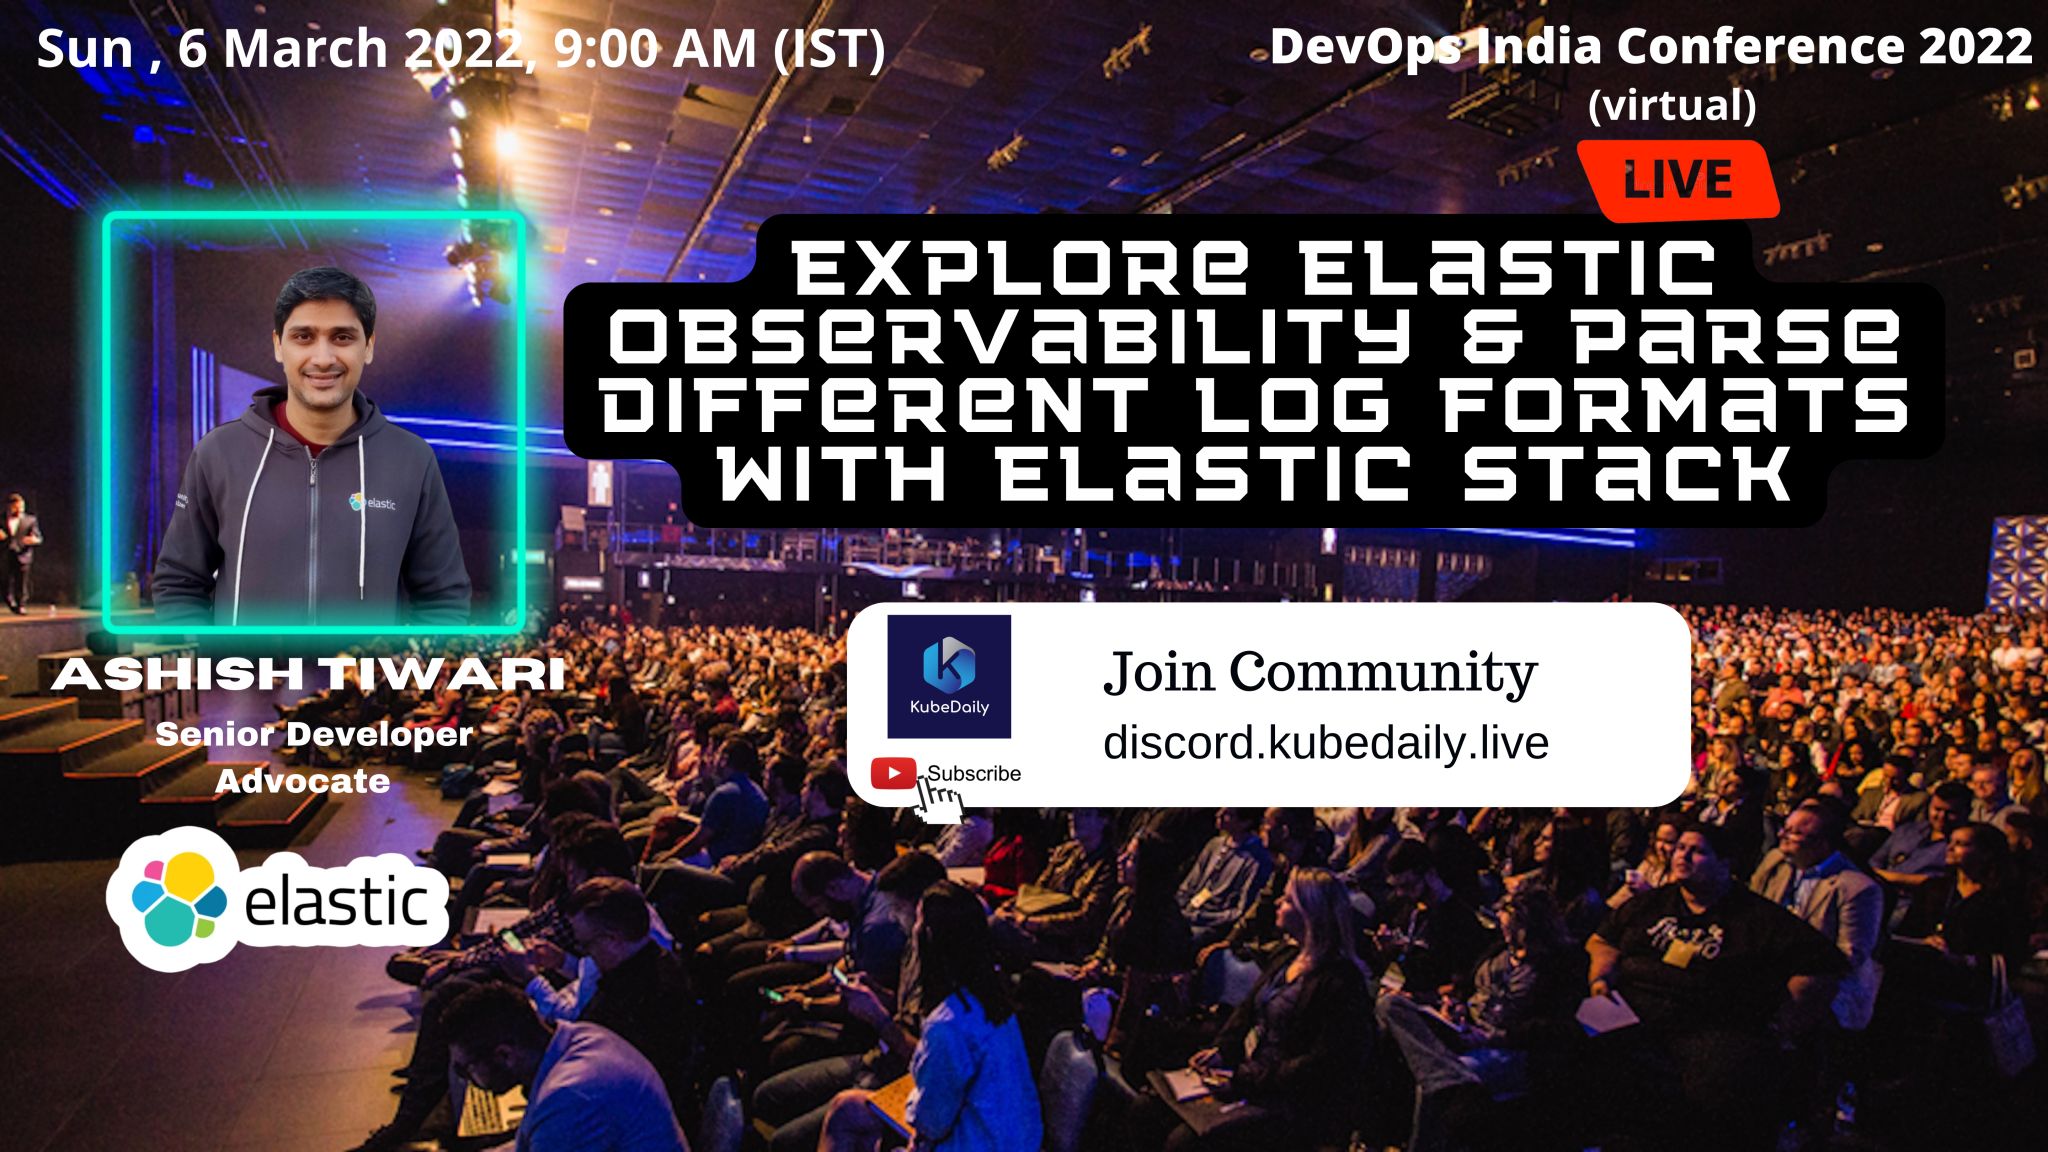 Sun , 6 March 2022, 9:00 AM (IST)
DevOps India Conference 2022
(virtual)
LIVE
EXPLORE ELASTIC
OBSERVABILITY & PARSE
DIFFERENT LOG FORMATS
WITH ELASTIC STACK
elastic
ASHISH TIWARI
Senior Developer
Advocate
elastic
KubeDaily
Join Community
discord.kubedaily.live
Subscribe